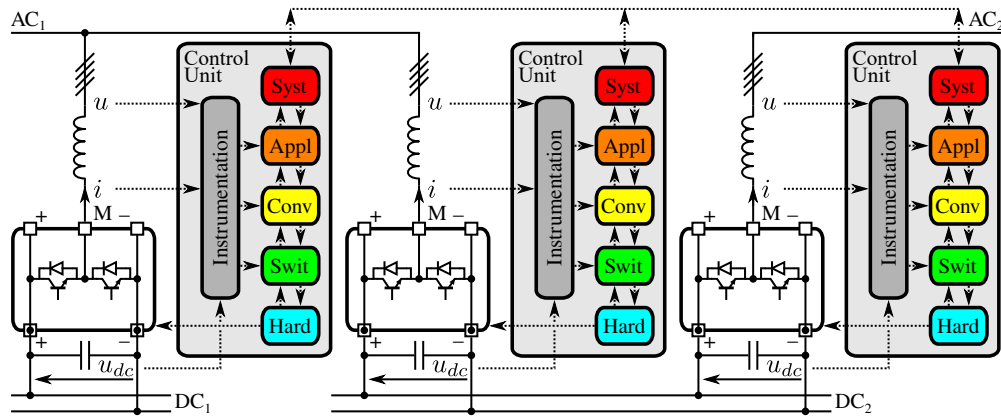 AC1 AC2
Control Unit Control Unit Control Unit
Syst Syst Syst
u u u
Instrumentation Instrumentation Instrumentation
Appl Appl Appl
i i i
Conv Conv Conv
+ M − + M − + M −
Swit Swit Swit
Hard Hard Hard
+ − + − + −
udc udc udc
DC1 DC2